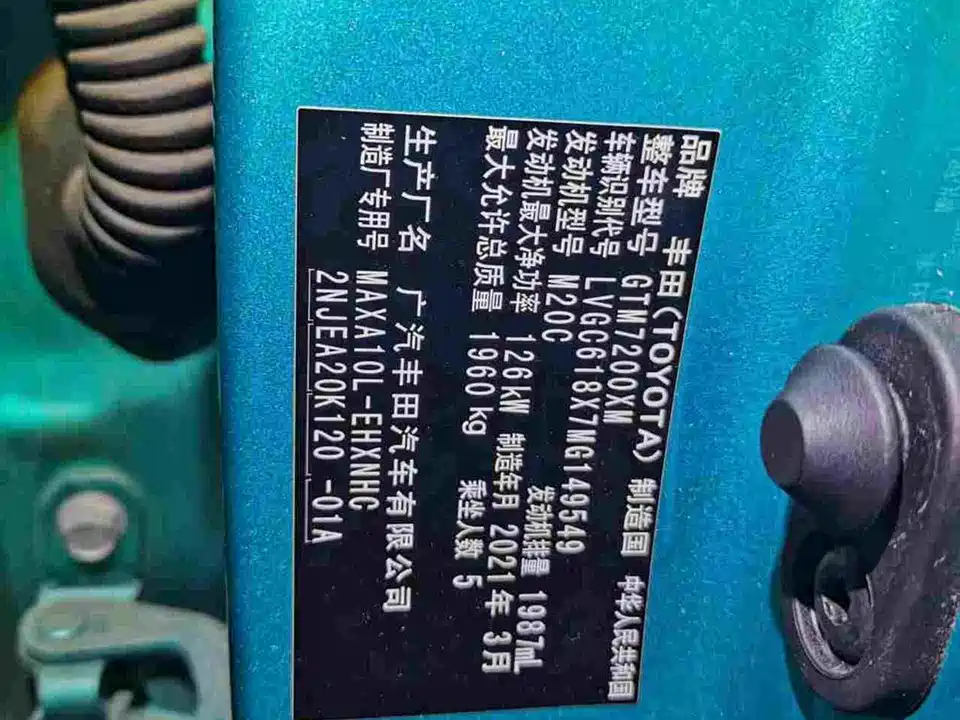 品牌 丰田(TOYOTA) 制造国 中华人民共和国
整车型号 GTM7200XM
车辆识别代号 LVGC618X7MG149549
发动机型号 M20C 发动机排量 1987mL
发动机最大净功率 126kW 制造年月 2021年 3月
最大允许总质量 1960kg 乘坐人数 5
生产厂名 广汽丰田汽车有限公司
制造厂专用号 MAXA10L-EHXNHC
2NJEA20K120 -01A